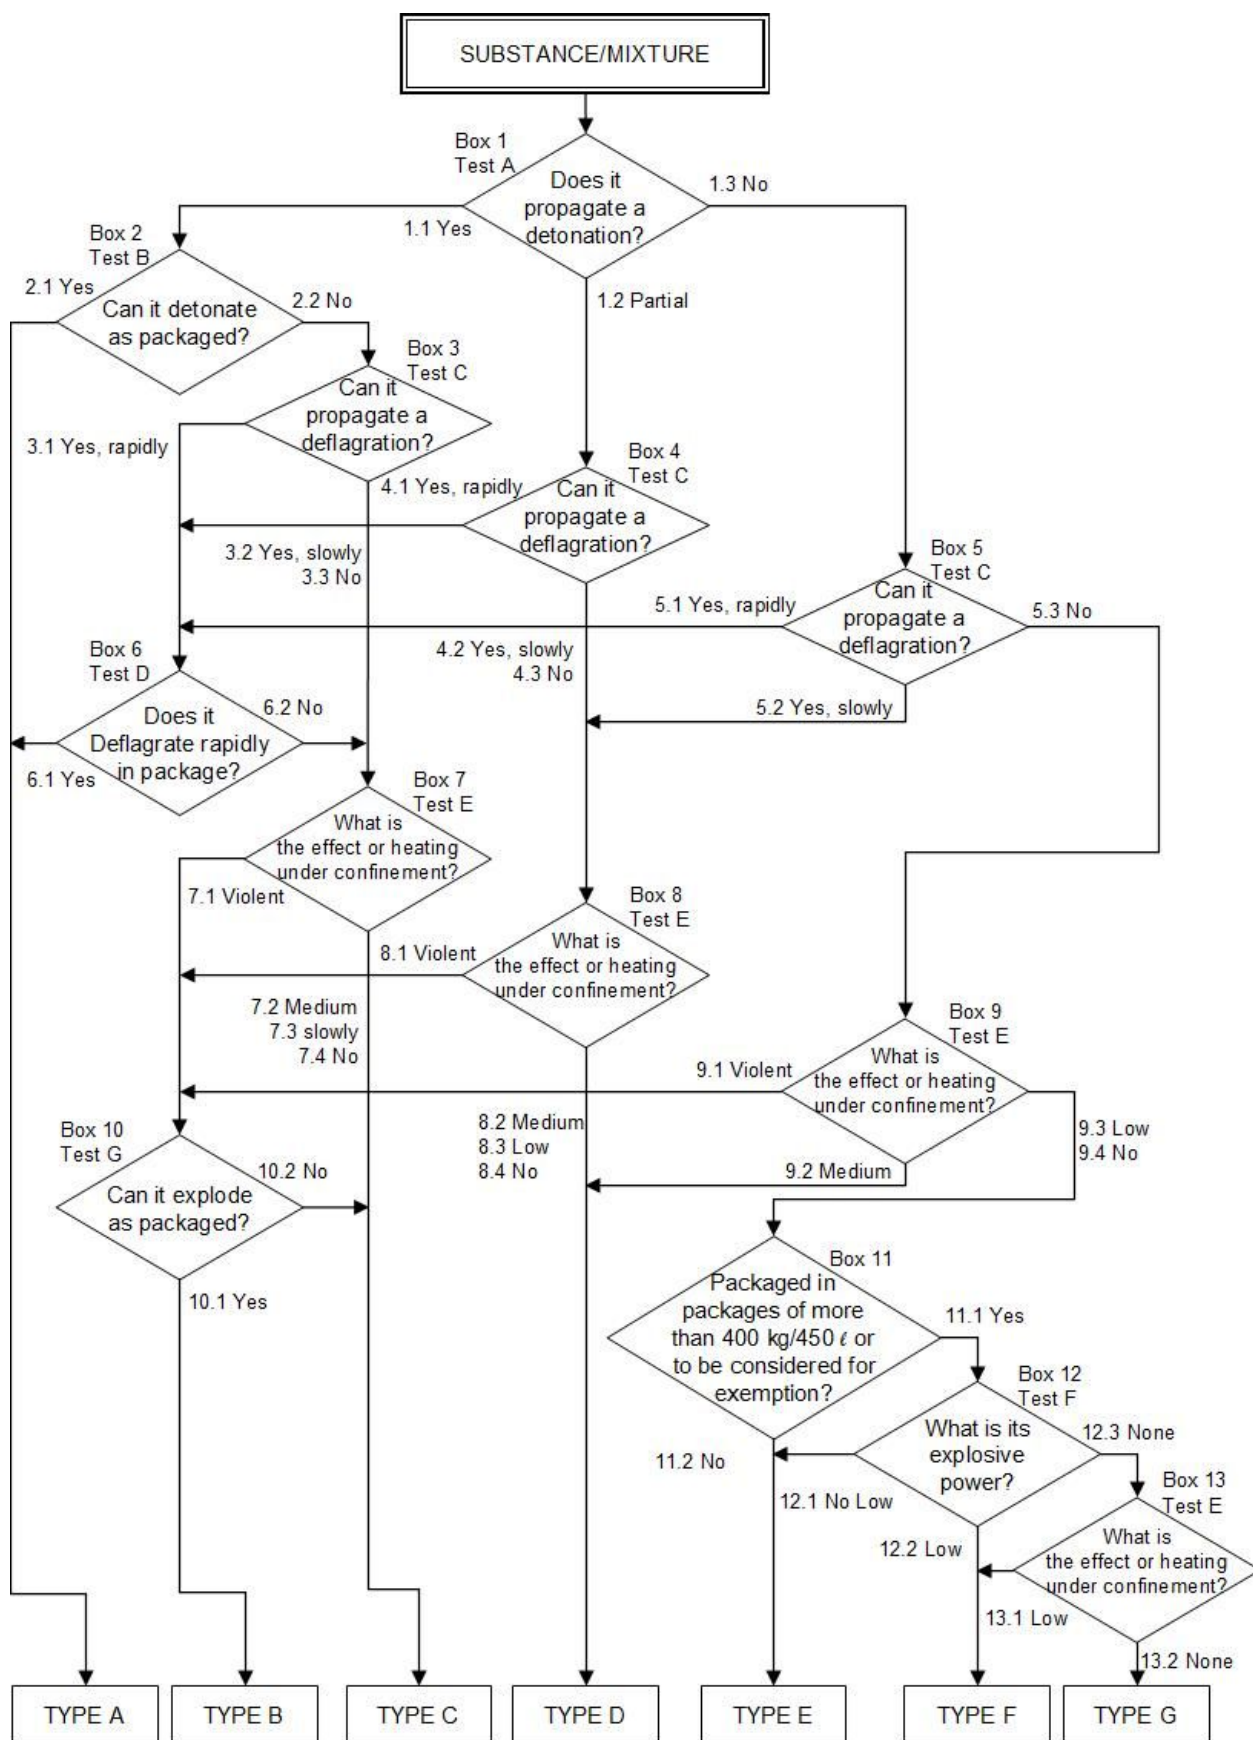 SUBSTANCE/MIXTURE
Box 1
Test A
Does it
propagate a
detonation?
1.3 No
1.1 Yes
Box 2
Test B
2.1 Yes
2.2 No
1.2 Partial
Can it detonate
as packaged?
Box 3
Test C
Can it
propagate a
deflagration?
3.1 Yes, rapidly
Box 4
Test C
4.1 Yes, rapidly
Can it
propagate a
deflagration?
3.2 Yes, slowly
3.3 No
Box 5
Test C
5.1 Yes, rapidly
Can it
propagate a
deflagration?
5.3 No
4.2 Yes, slowly
4.3 No
Box 6
Test D
6.2 No
5.2 Yes, slowly
Does it
Deflagrate rapidly
in package?
6.1 Yes
Box 7
Test E
What is
the effect or heating
under confinement?
7.1 Violent
Box 8
Test E
8.1 Violent
What is
the effect or heating
under confinement?
7.2 Medium
7.3 slowly
7.4 No
Box 9
Test E
9.1 Violent
What is
the effect or heating
under confinement?
8.2 Medium
8.3 Low
8.4 No
9.3 Low
9.4 No
9.2 Medium
Box 10
Test G
10.2 No
Can it explode
as packaged?
10.1 Yes
Box 11
Packaged in
packages of more
than 400 kg/450 ℓ or
to be considered for
exemption?
11.1 Yes
Box 12
Test F
What is its
explosive
power?
12.3 None
11.2 No
12.1 No Low
Box 13
Test E
What is
the effect or heating
under confinement?
12.2 Low
13.1 Low
13.2 None
TYPE A
TYPE B
TYPE C
TYPE D
TYPE E
TYPE F
TYPE G